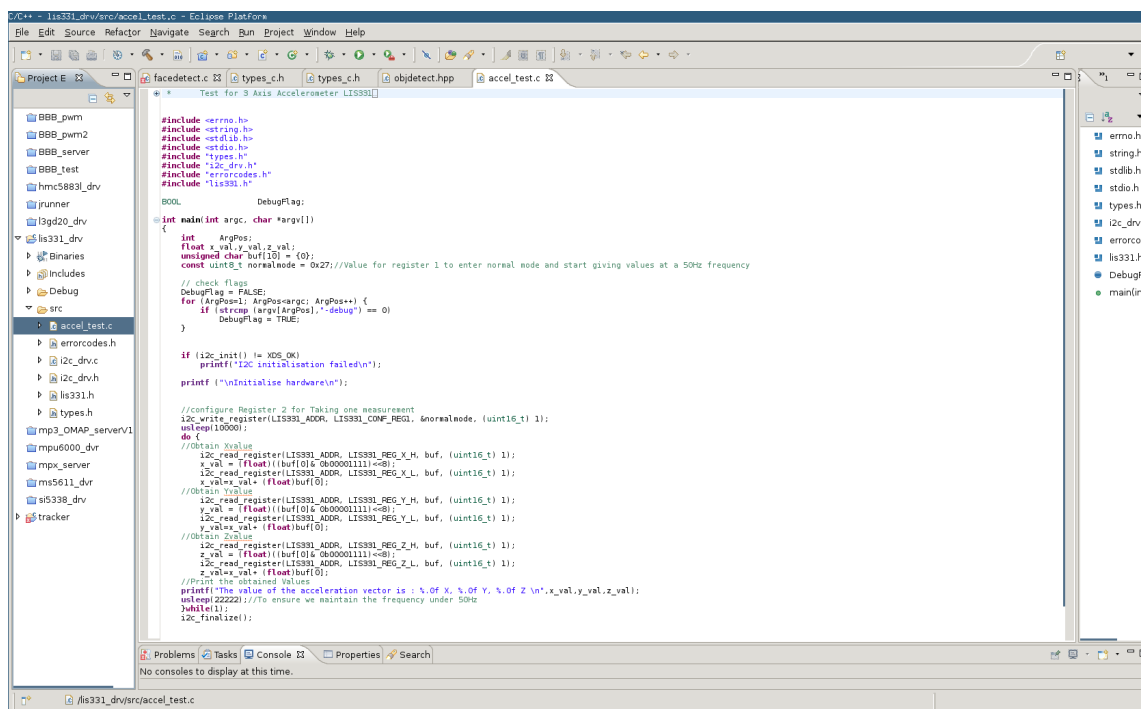 C/C++ - lis331_drv/src/accel_test.c - Eclipse Platform
File Edit Source Refactor Navigate Search Run Project Window Help
Project E
facedetect.c types_c.h types_c.h objdetect.hpp accel_test.c
BBB_pwm
BBB_pwm2
BBB_server
BBB_test
hmc5883l_drv
jrunner
l3gd20_drv
lis331_drv
Binaries
Includes
Debug
src
accel_test.c
errorcodes.h
i2c_drv.c
i2c_drv.h
lis331.h
types.h
mp3_OMAP_serverV1
mpu6000_dvr
mpx_server
ms5611_dvr
si5338_drv
tracker
* Test for 3 Axis Accelerometer LIS331
#include <errno.h>
#include <string.h>
#include <stdlib.h>
#include <stdio.h>
#include "types.h"
#include "i2c_drv.h"
#include "errorcodes.h"
#include "lis331.h"
BOOL DebugFlag;
int main(int argc, char *argv[])
{
int ArgPos;
float x_val,y_val,z_val;
unsigned char buf[10] = {0};
const uint8_t normalmode = 0x27;//Value for register 1 to enter normal mode and start giving values at a 50Hz frequency
// check flags
DebugFlag = FALSE;
for (ArgPos=1; ArgPos<argc; ArgPos++) {
if (strcmp (argv[ArgPos],"-debug") == 0)
DebugFlag = TRUE;
}
if (i2c_init() != XDS_OK)
printf("I2C initialisation failed\n");
printf ("\nInitialise hardware\n");
//configure Register 2 for Taking one measurement
i2c_write_register(LIS331_ADDR, LIS331_CONF_REG1, &normalmode, (uint16_t) 1);
usleep(10000);
do {
//Obtain Xvalue
i2c_read_register(LIS331_ADDR, LIS331_REG_X_H, buf, (uint16_t) 1);
x_val = (float)((buf[0]& 0b00001111)<<8);
i2c_read_register(LIS331_ADDR, LIS331_REG_X_L, buf, (uint16_t) 1);
x_val=x_val+ (float)buf[0];
//Obtain Yvalue
i2c_read_register(LIS331_ADDR, LIS331_REG_Y_H, buf, (uint16_t) 1);
y_val = (float)((buf[0]& 0b00001111)<<8);
i2c_read_register(LIS331_ADDR, LIS331_REG_Y_L, buf, (uint16_t) 1);
y_val=x_val+ (float)buf[0];
//Obtain Zvalue
i2c_read_register(LIS331_ADDR, LIS331_REG_Z_H, buf, (uint16_t) 1);
z_val = (float)((buf[0]& 0b00001111)<<8);
i2c_read_register(LIS331_ADDR, LIS331_REG_Z_L, buf, (uint16_t) 1);
z_val=x_val+ (float)buf[0];
//Print the obtained Values
printf("The value of the acceleration vector is : %.0f X, %.0f Y, %.0f Z \n",x_val,y_val,z_val);
usleep(22222);//To ensure we maintain the frequency under 50Hz
}while(1);
i2c_finalize();
errno.h
string.h
stdlib.h
stdio.h
types.h
i2c_drv
errorco
lis331.h
DebugF
main(in
Problems Tasks Console Properties Search
No consoles to display at this time.
/lis331_drv/src/accel_test.c